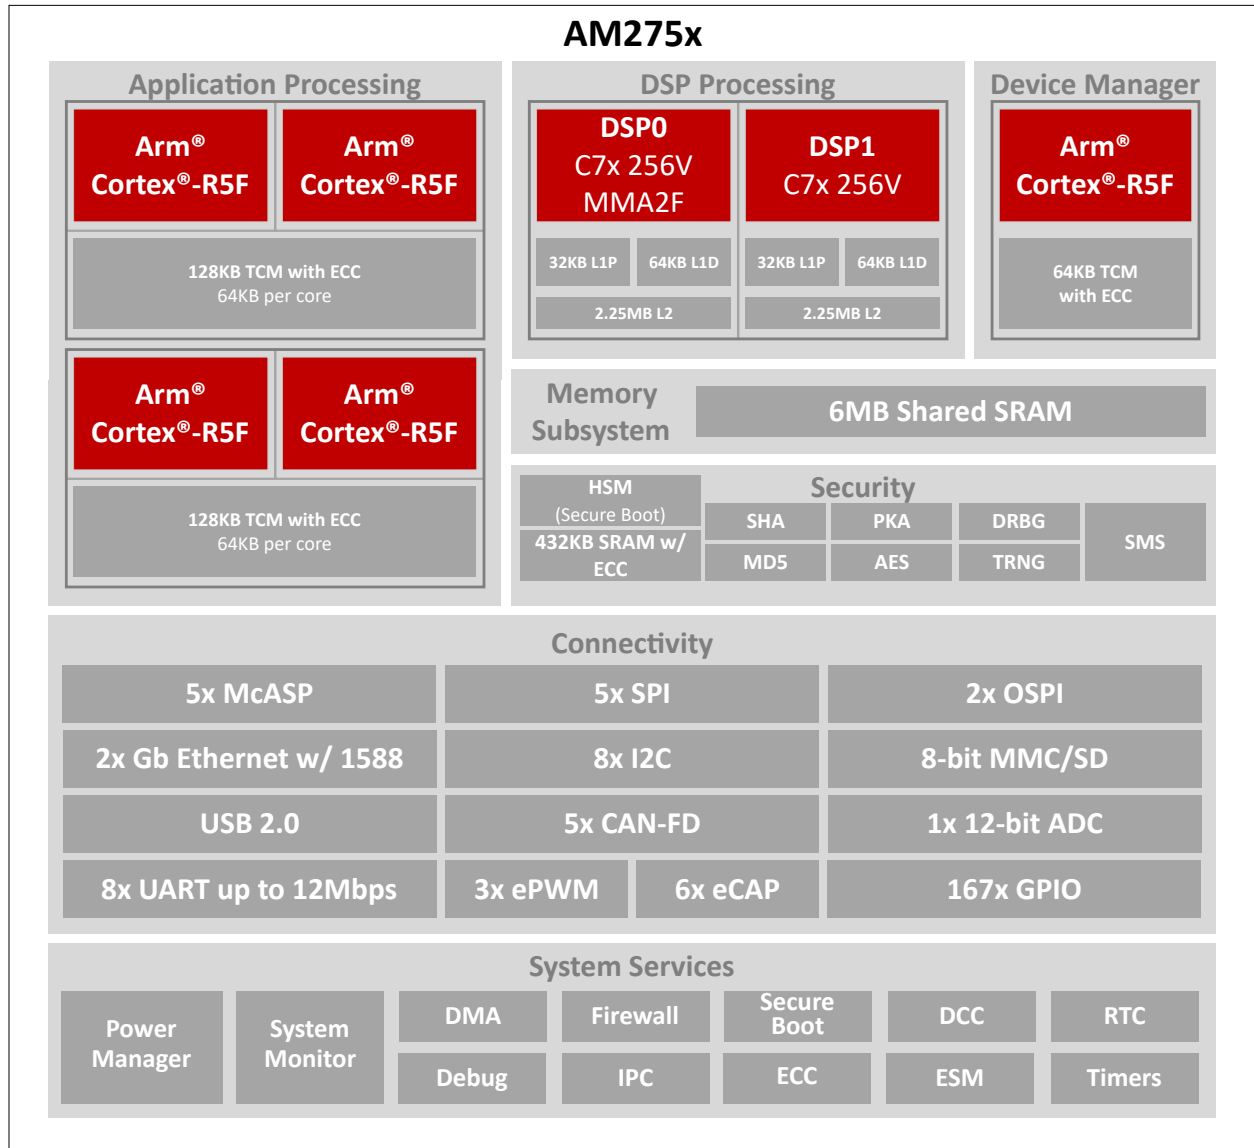 AM275x
Application Processing
Arm®
Cortex®-R5F
Arm®
Cortex®-R5F
128KB TCM with ECC
64KB per core
Arm®
Cortex®-R5F
Arm®
Cortex®-R5F
128KB TCM with ECC
64KB per core
DSP Processing
DSP0
C7x 256V
MMA2F
DSP1
C7x 256V
32KB L1P
64KB L1D
32KB L1P
64KB L1D
2.25MB L2
2.25MB L2
Device Manager
Arm®
Cortex®-R5F
64KB TCM
with ECC
Memory
Subsystem
6MB Shared SRAM
Security
HSM
(Secure Boot)
432KB SRAM w/
ECC
SHA
PKA
DRBG
SMS
MD5
AES
TRNG
Connectivity
5x McASP
5x SPI
2x OSPI
2x Gb Ethernet w/ 1588
8x I2C
8-bit MMC/SD
USB 2.0
5x CAN-FD
1x 12-bit ADC
8x UART up to 12Mbps
3x ePWM
6x eCAP
167x GPIO
System Services
Power
Manager
System
Monitor
DMA
Firewall
Secure
Boot
DCC
RTC
Debug
IPC
ECC
ESM
Timers